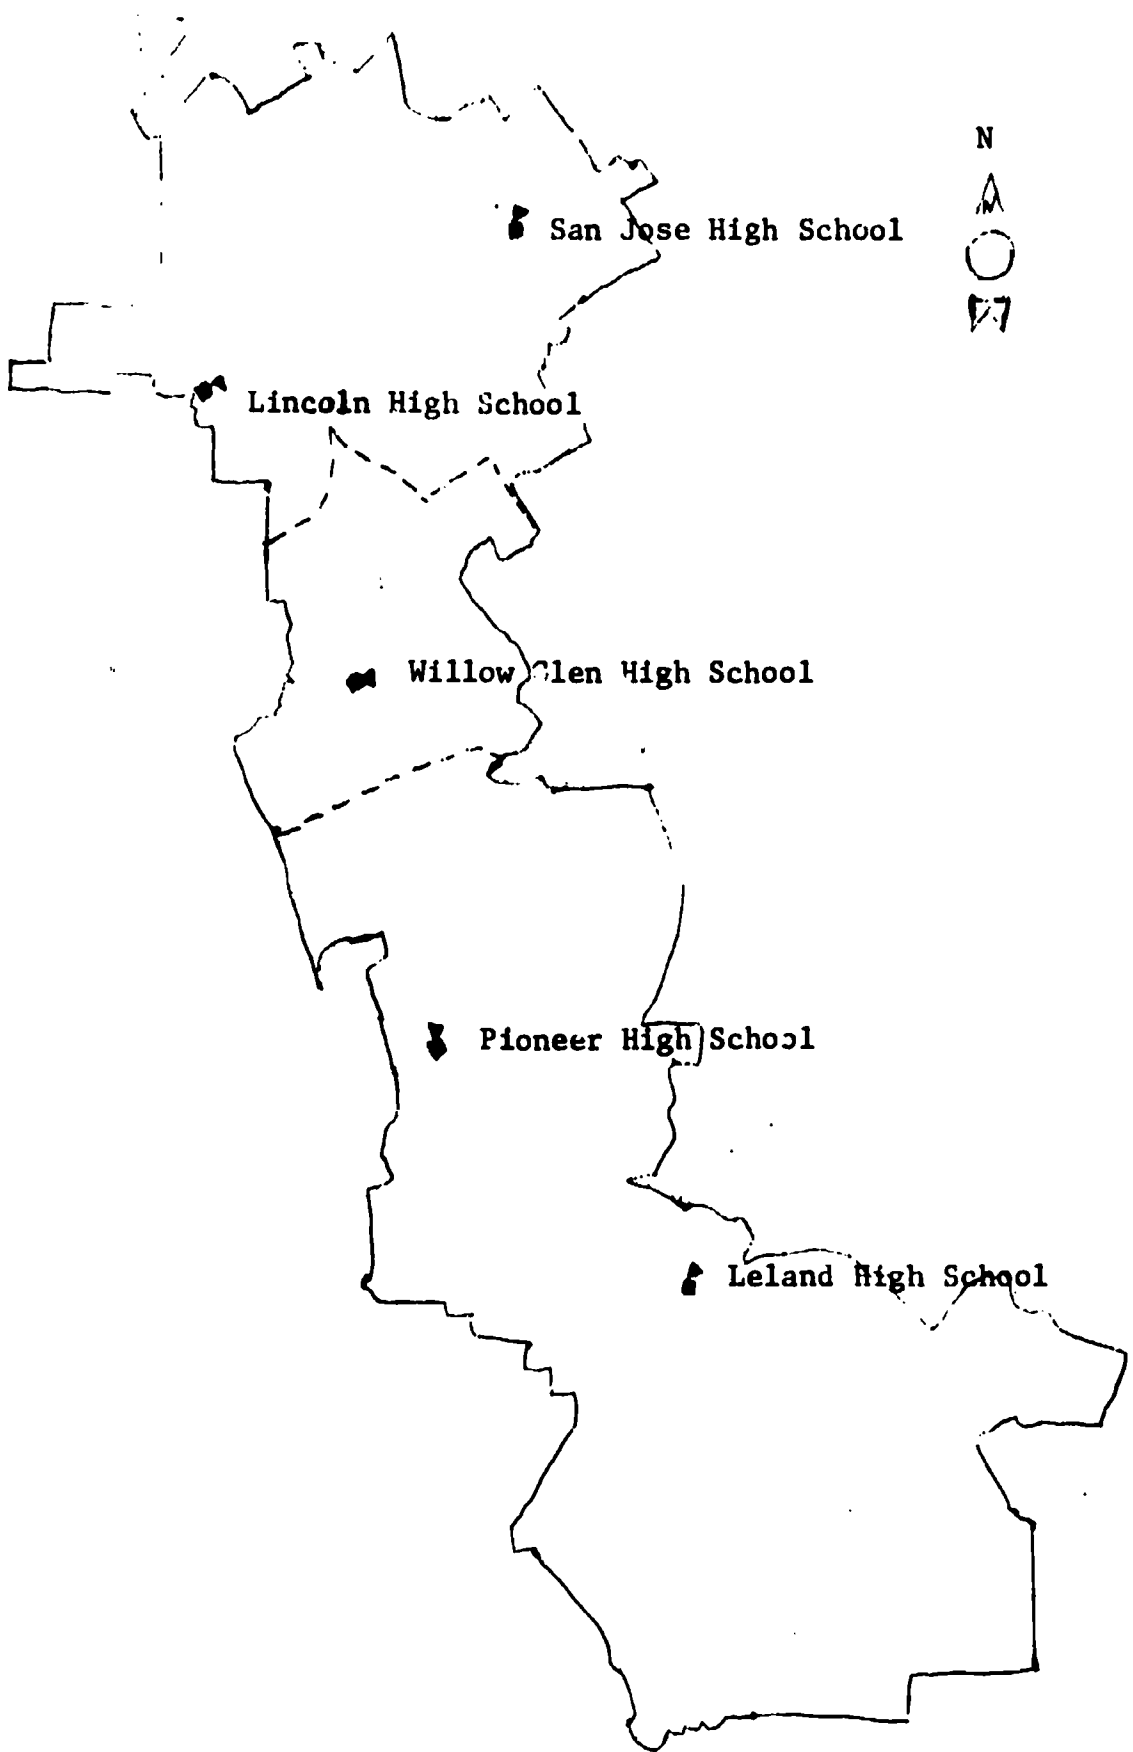 N
San Jose High School
Lincoln High School
Willow Glen High School
Pioneer High School
Leland High School